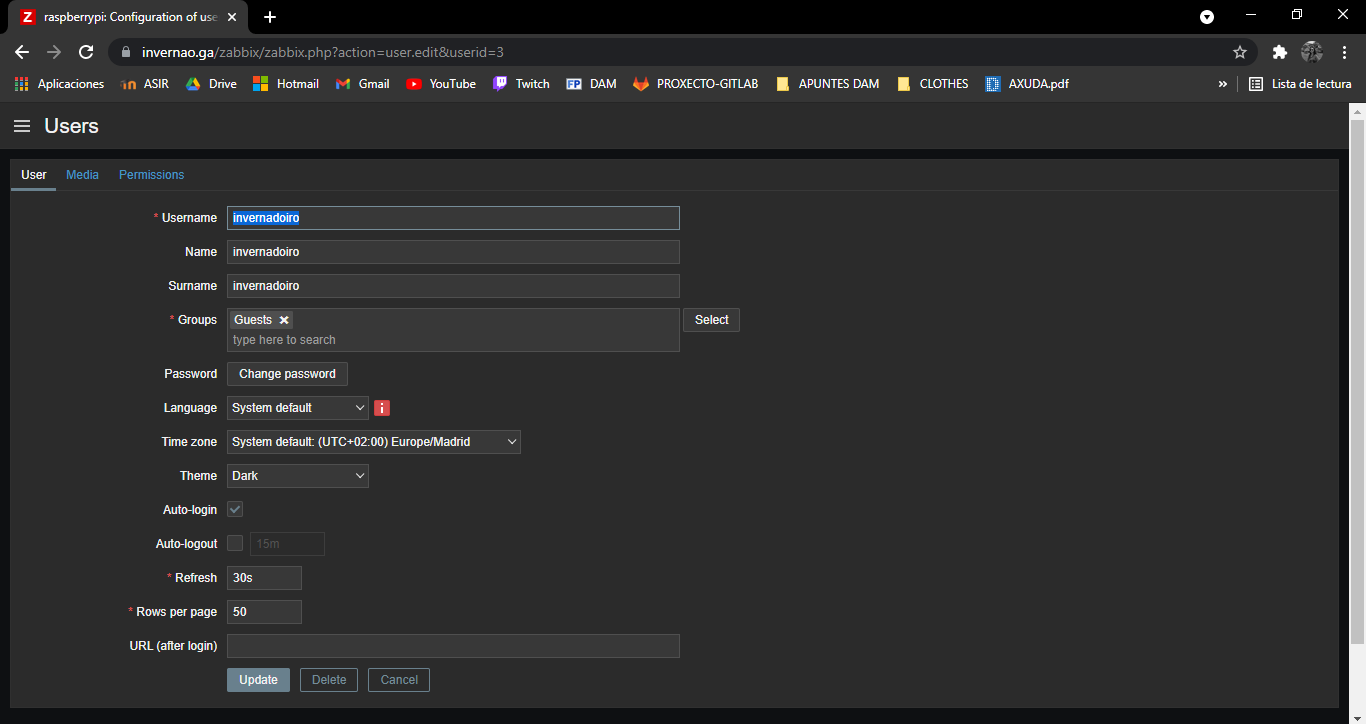 raspberrypi: Configuration of use
invernao.ga/zabbix/zabbix.php?action=user.edit&userid=3
Aplicaciones ASIR Drive Hotmail Gmail YouTube Twitch FP DAM PROXECTO-GITLAB APUNTES DAM CLOTHES AXUDA.pdf » Lista de lectura
Users
User Media Permissions
* Username invernadoiro
Name invernadoiro
Surname invernadoiro
* Groups Guests Select
type here to search
Password Change password
Language System default i
Time zone System default: (UTC+02:00) Europe/Madrid
Theme Dark
Auto-login
Auto-logout 15m
* Refresh 30s
* Rows per page 50
URL (after login)
Update Delete Cancel